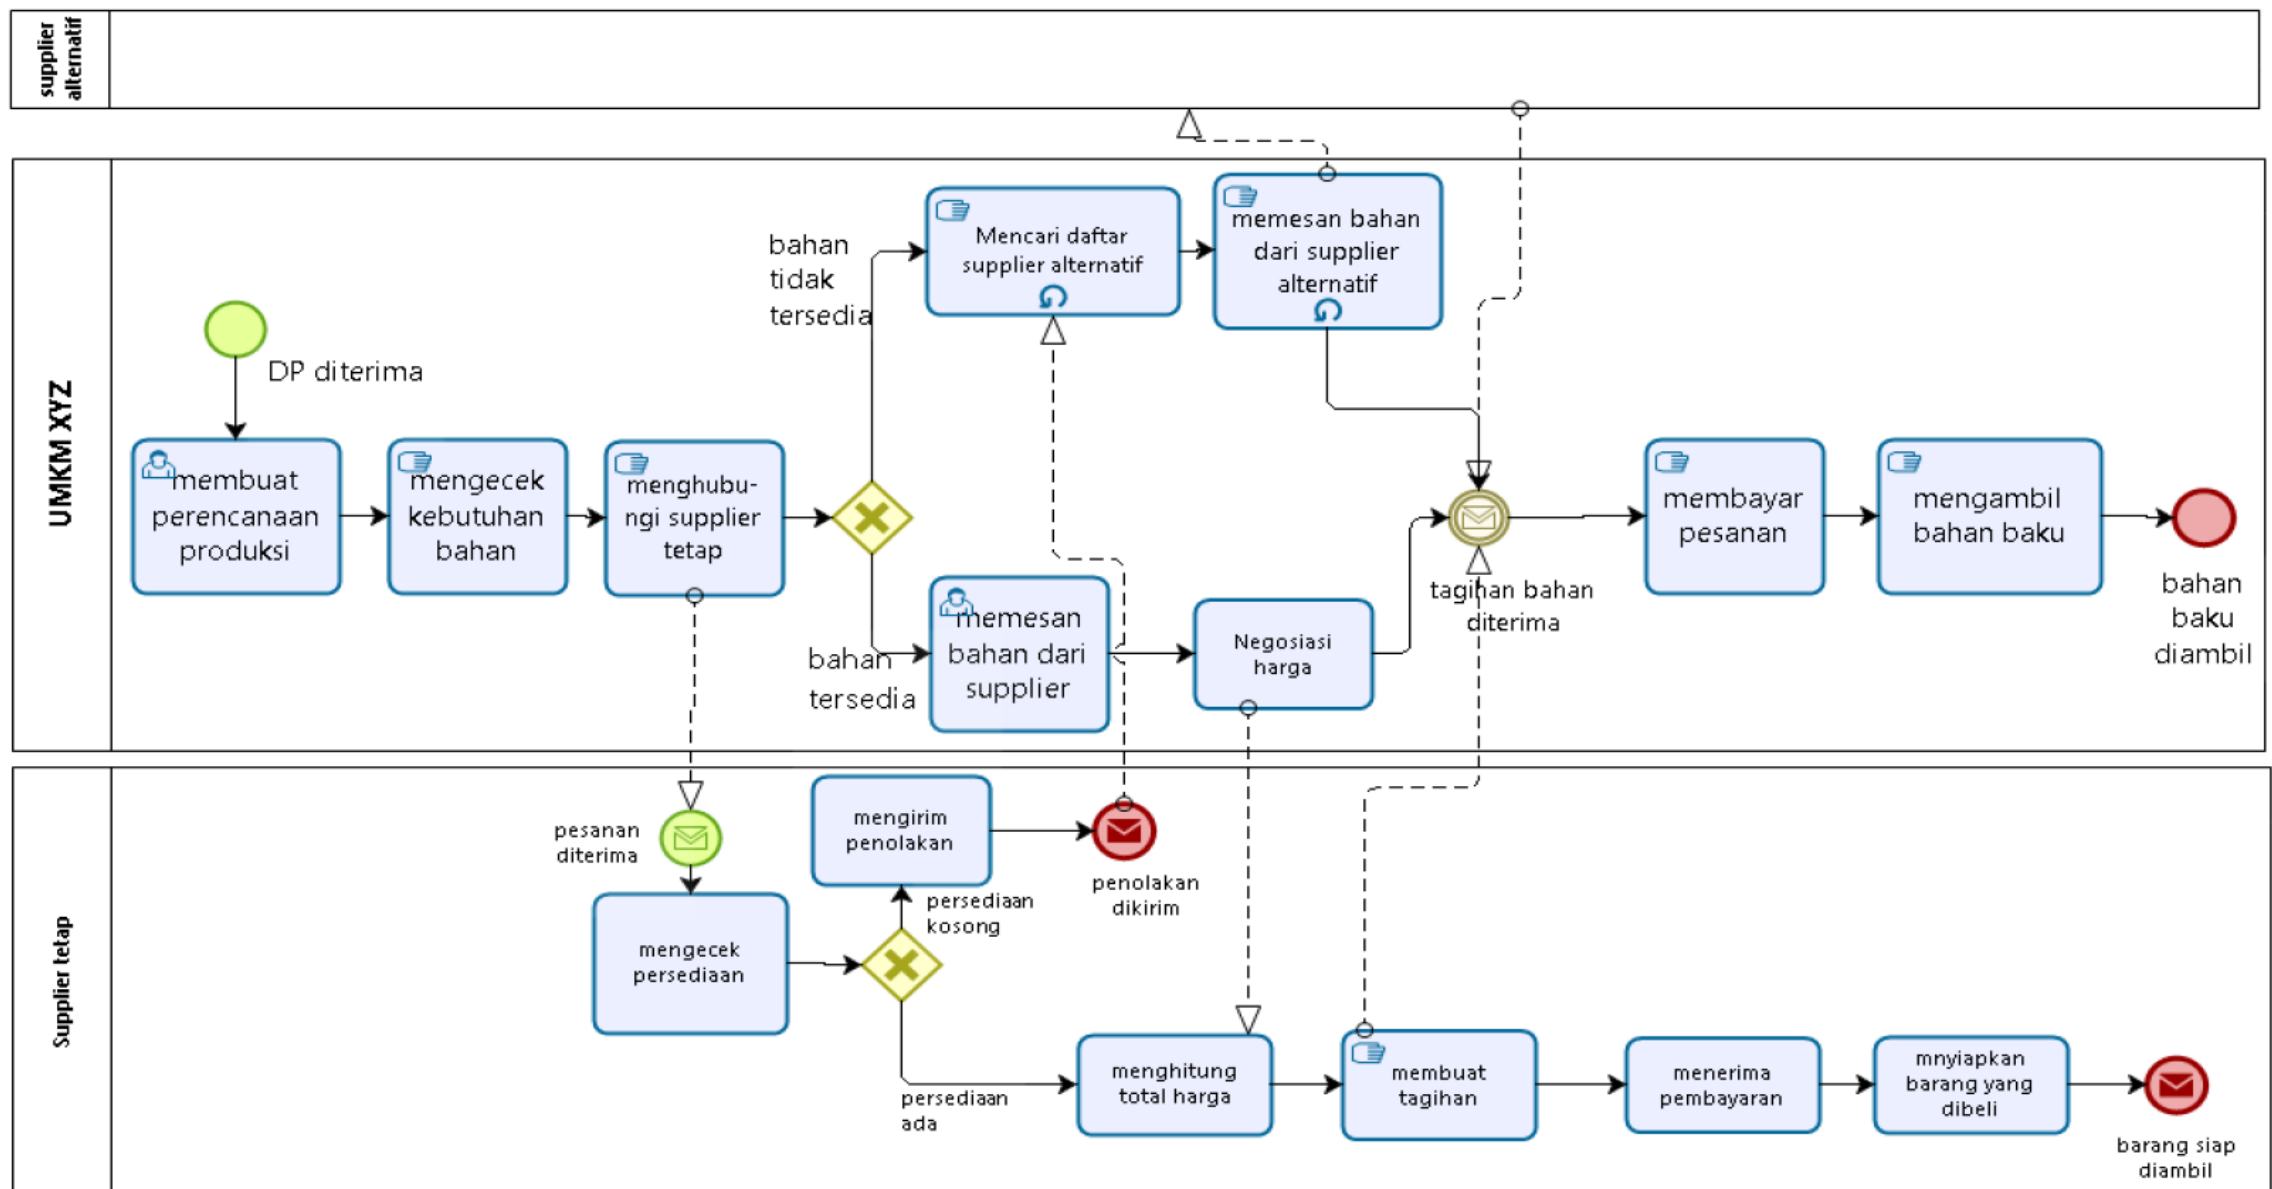 supplier
alternatif
UMKM XYZ
DP diterima
membuat
perencanaan
produksi
mengecek
kebutuhan
bahan
menghubu-
ngi supplier
tetap
bahan
tidak
tersedia
Mencari daftar
supplier alternatif
memesan bahan
dari supplier
alternatif
bahan
tersedia
memesan
bahan dari
supplier
Negosiasi
harga
tagihan bahan
diterima
membayar
pesanan
mengambil
bahan baku
bahan
baku
diambil
Supplier tetap
pesanan
diterima
mengecek
persediaan
mengirim
penolakan
persediaan
kosong
penolakan
dikirim
persediaan
ada
menghitung
total harga
membuat
tagihan
menerima
pembayaran
mnyiapkan
barang yang
dibeli
barang siap
diambil